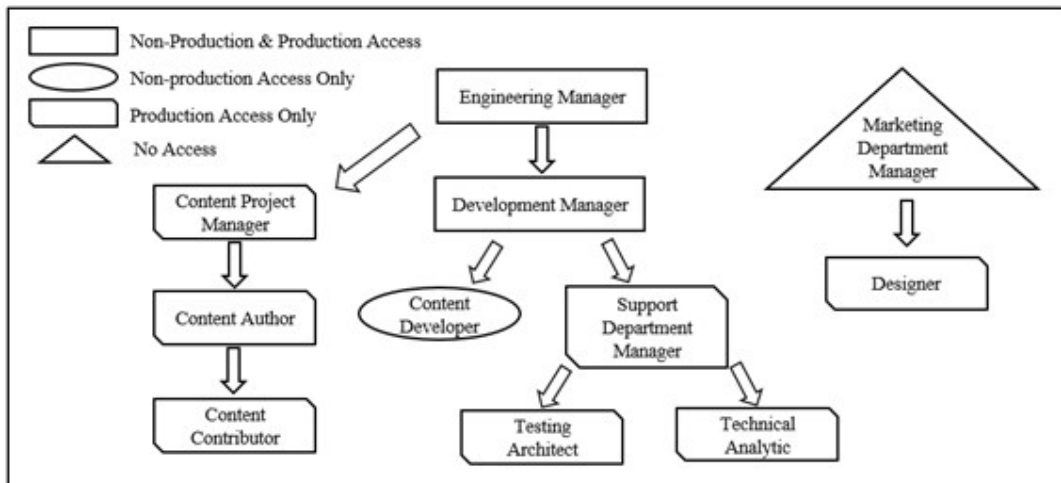 Non-Production & Production Access
Non-production Access Only
Production Access Only
No Access
Engineering Manager
Marketing
Department
Manager
Content Project
Manager
Development Manager
Designer
Content Author
Content
Developer
Support
Department
Manager
Content
Contributor
Testing
Architect
Technical
Analytic